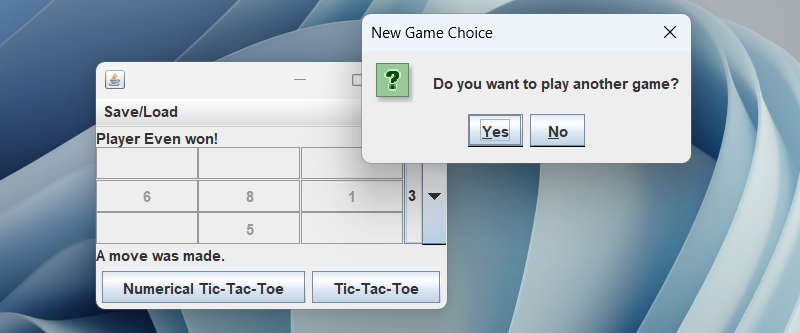 New Game Choice
?
Do you want to play another game?
Yes No
Save/Load
Player Even won!
6 8 1 3
5
A move was made.
Numerical Tic-Tac-Toe Tic-Tac-Toe